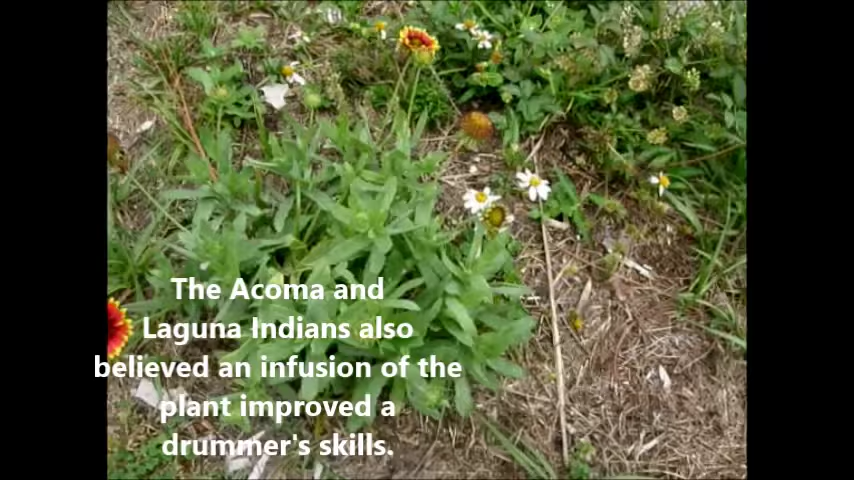 The Acoma and
Laguna Indians also
believed an infusion of the
plant improved a
drummer's skills.